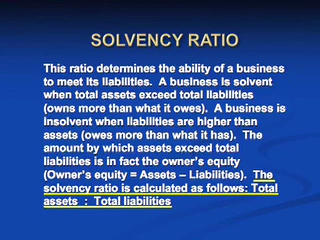 SOLVENCY RATIO
This ratio determines the ability of a business
to meet its liabilities.  A business is solvent
when total assets exceed total liabilities
(owns more than what it owes).  A business is
insolvent when liabilities are higher than
assets (owes more than what it has).  The
amount by which assets exceed total
liabilities is in fact the owner's equity
(Owner's equity = Assets – Liabilities).  The
solvency ratio is calculated as follows: Total
assets  :  Total liabilities